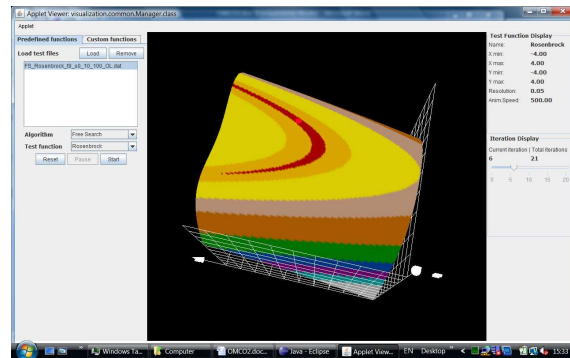 Applet Viewer: visualization.common.Manager.class
Applet
Predefined functions Custom functions
Load test files Load Remove
FS_Rosenbrock_f3_s0_10_100_OL.dat
Algorithm Free Search
Test function Rosenbrock
Reset Pause Start
Test Function Display
Name: Rosenbrock
X min: -4.00
X max: 4.00
Y min: -4.00
Y max: 4.00
Resolution: 0.05
Anim.Speed: 500.00
Iteration Display
Current iteration | Total iterations
6 21
0 5 10 15 20
Windows Ta... Computer OMCO2.doc... Java - Eclipse Applet View... EN Desktop 15:33